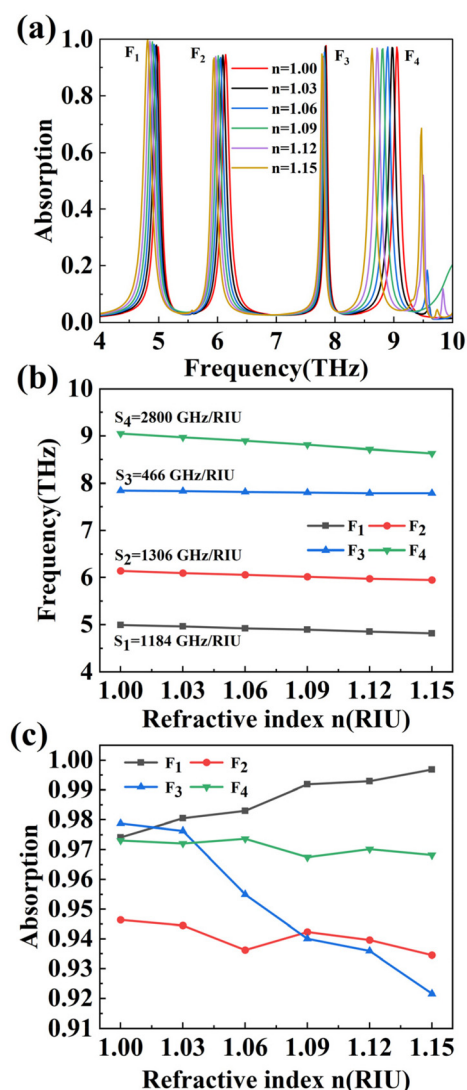 (a)
F1 F2 F3 F4
n=1.00
n=1.03
n=1.06
n=1.09
n=1.12
n=1.15
Absorption
1.0
0.8
0.6
0.4
0.2
0.0
4 5 6 7 8 9 10
Frequency(THz)
(b)
Frequency(THz)
10
9
8
7
6
5
4
S4=2800 GHz/RIU
S3=466 GHz/RIU
F1 F2
F3 F4
S2=1306 GHz/RIU
S1=1184 GHz/RIU
1.00 1.03 1.06 1.09 1.12 1.15
Refractive index n(RIU)
(c)
Absorption
1.00
0.99
0.98
0.97
0.96
0.95
0.94
0.93
0.92
0.91
F1 F2
F3 F4
1.00 1.03 1.06 1.09 1.12 1.15
Refractive index n(RIU)